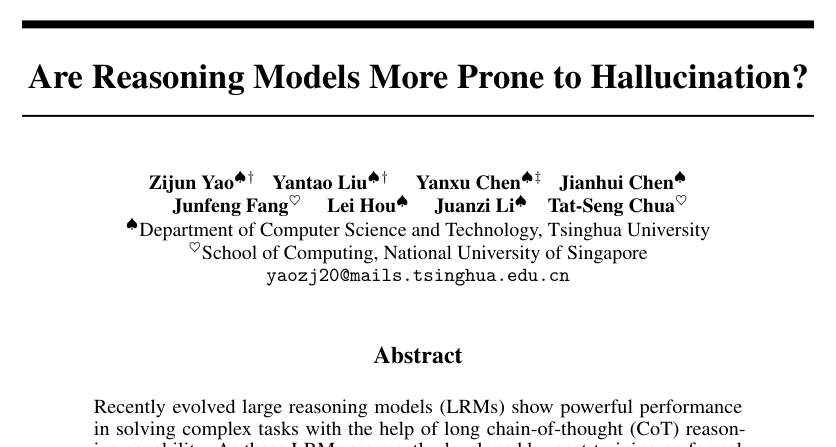 Are Reasoning Models More Prone to Hallucination?
Zijun Yao♠† Yantao Liu♠† Yanxu Chen♠‡ Jianhui Chen♠
Junfeng Fang♡ Lei Hou♠ Juanzi Li♠ Tat-Seng Chua♡
♠Department of Computer Science and Technology, Tsinghua University
♡School of Computing, National University of Singapore
yaozj20@mails.tsinghua.edu.cn
Abstract
Recently evolved large reasoning models (LRMs) show powerful performance
in solving complex tasks with the help of long chain-of-thought (CoT) reason-